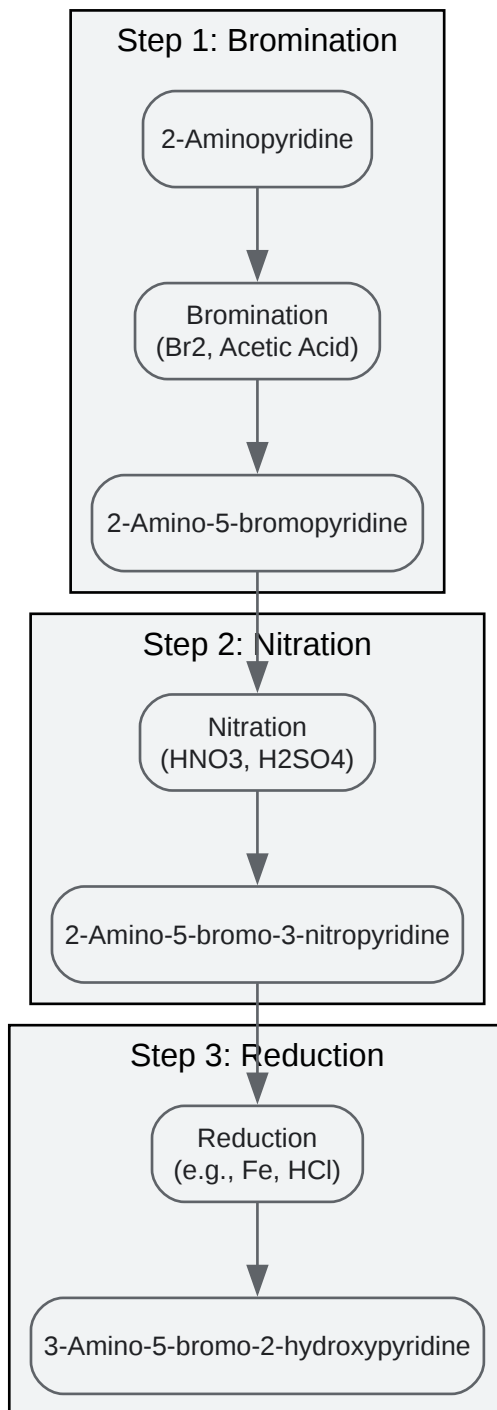 Step 1: Bromination
2-Aminopyridine
Bromination
(Br2, Acetic Acid)
2-Amino-5-bromopyridine
Step 2: Nitration
Nitration
(HNO3, H2SO4)
2-Amino-5-bromo-3-nitropyridine
Step 3: Reduction
Reduction
(e.g., Fe, HCl)
3-Amino-5-bromo-2-hydroxypyridine